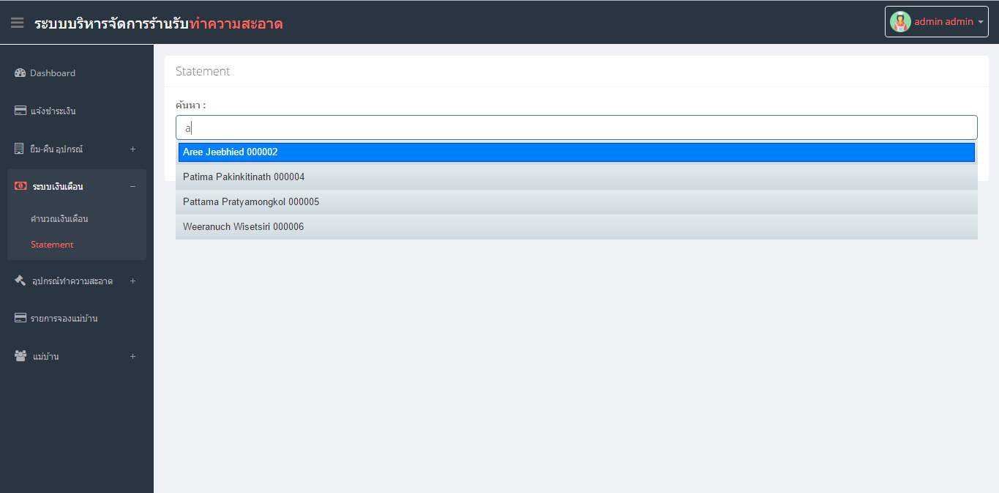 ระบบบริหารจัดการร้านรับทำความสะอาด
admin admin
Dashboard
แจ้งชำระเงิน
ยืม-คืน อุปกรณ์ +
ระบบเงินเดือน −
คำนวณเงินเดือน
Statement
อุปกรณ์ทำความสะอาด +
รายการจองแม่บ้าน
แม่บ้าน +
Statement
ค้นหา :
a
Aree Jeebhied 000002
Patima Pakinkitinath 000004
Pattama Pratyamongkol 000005
Weeranuch Wisetsiri 000006